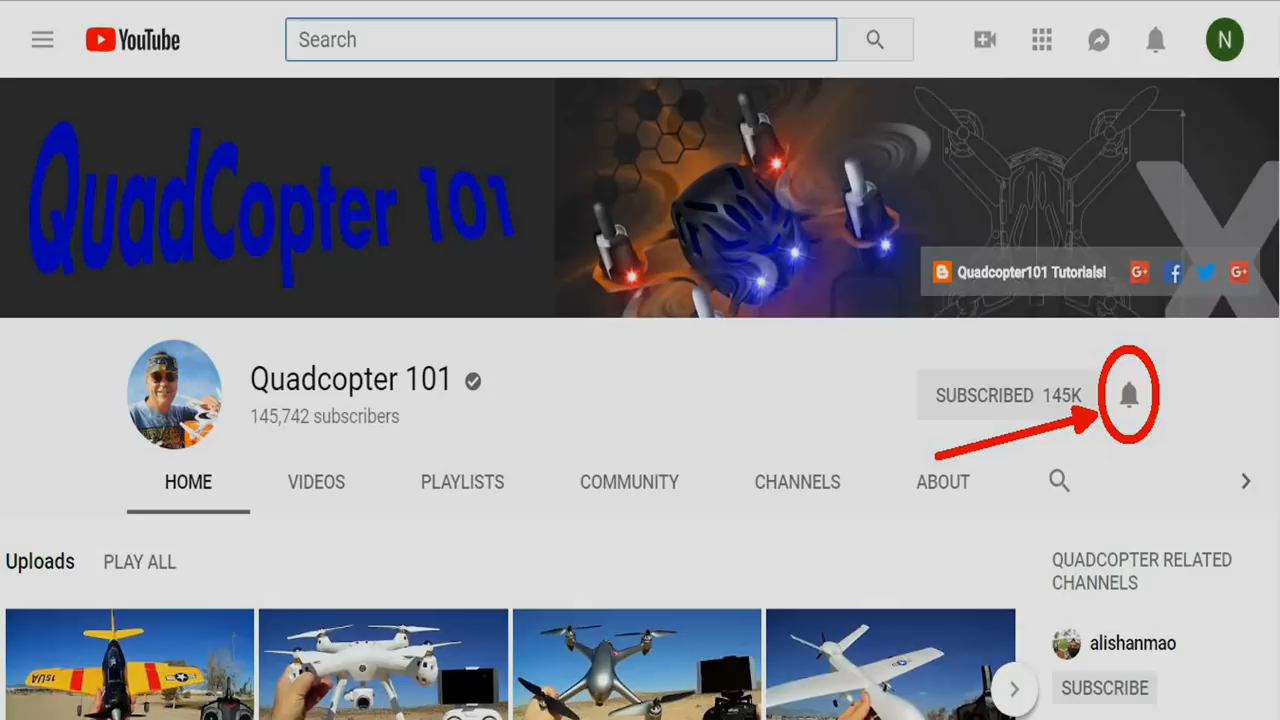 YouTube
Search
N
QuadCopter 101
X
Quadcopter101 Tutorials!
G+
G+
Quadcopter 101
145,742 subscribers
SUBSCRIBED 145K
HOME VIDEOS PLAYLISTS COMMUNITY CHANNELS ABOUT
Uploads PLAY ALL
QUADCOPTER RELATED
CHANNELS
15UA
alishanmao
SUBSCRIBE